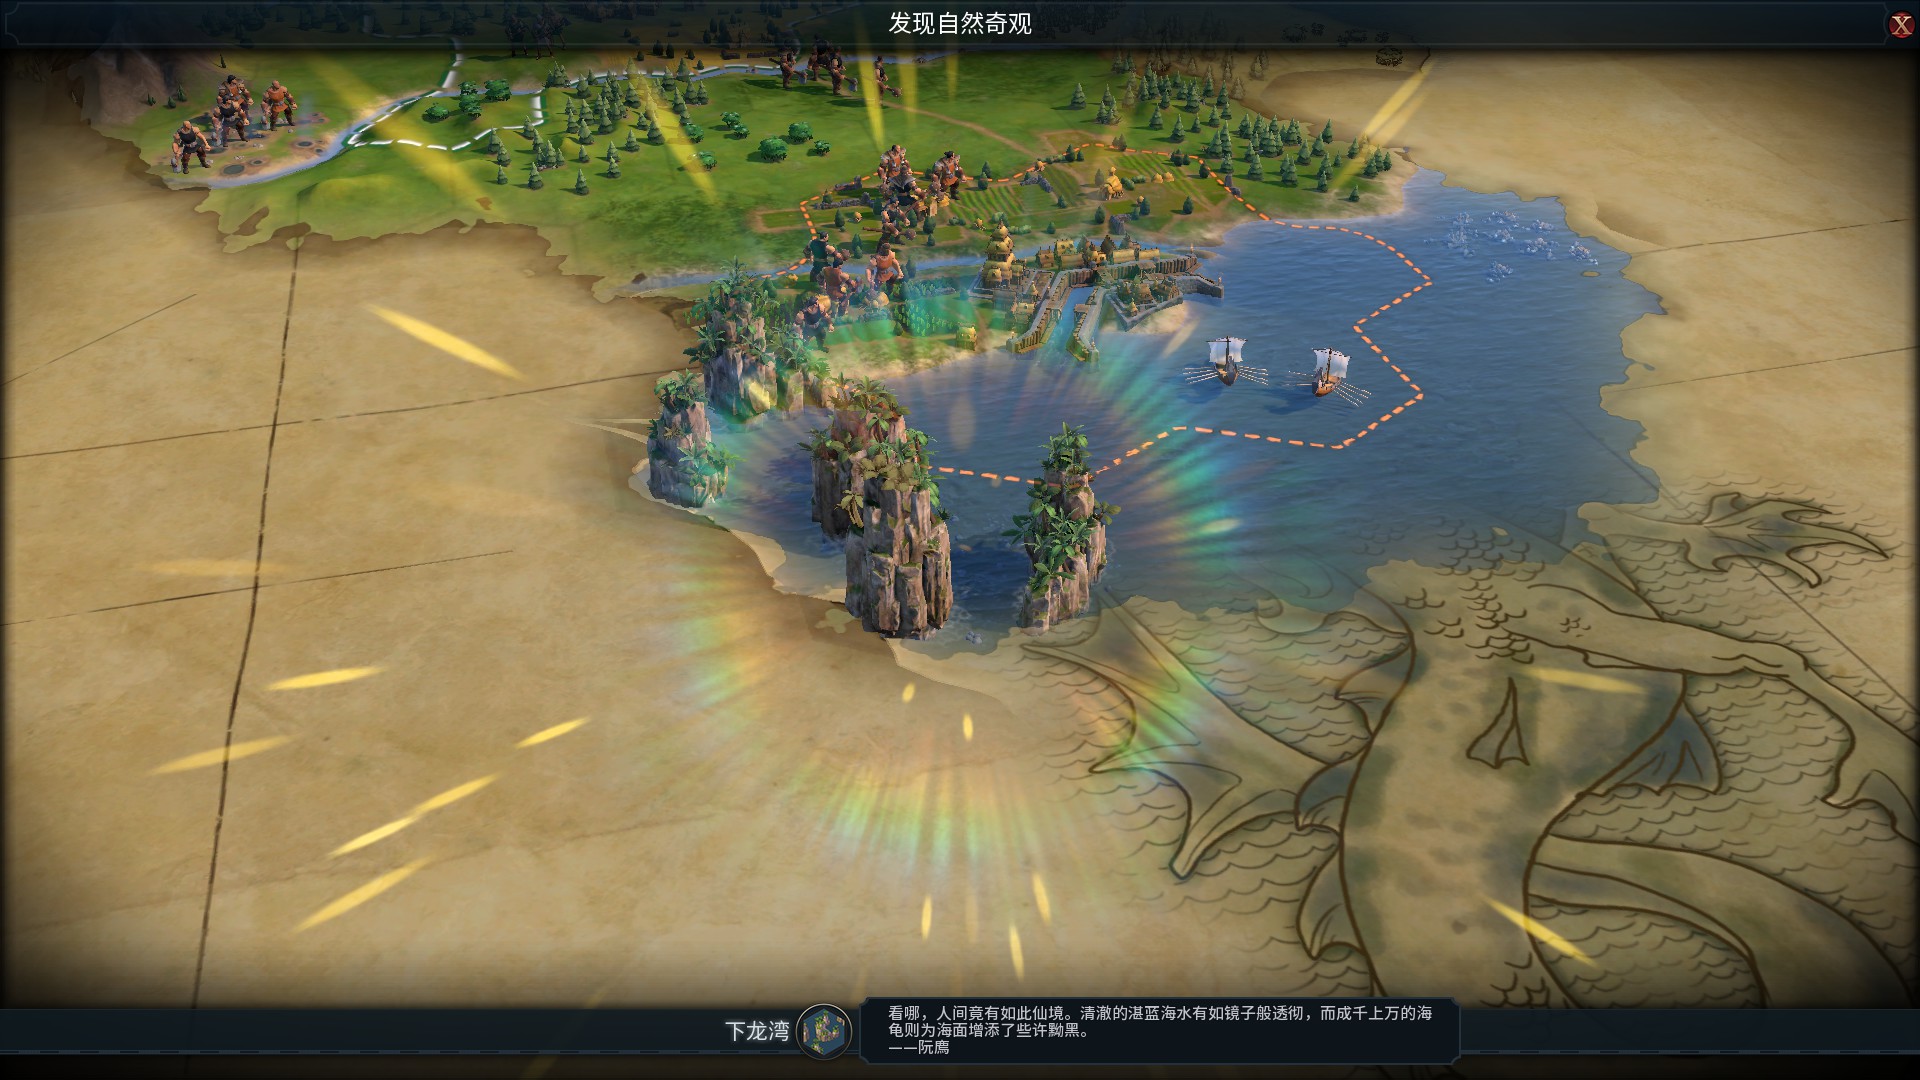 发现自然奇观
X
下龙湾
看哪，人间竟有如此仙境。清澈的湛蓝海水有如镜子般透彻，而成千上万的海
龟则为海面增添了些许黝黑。
——阮廌